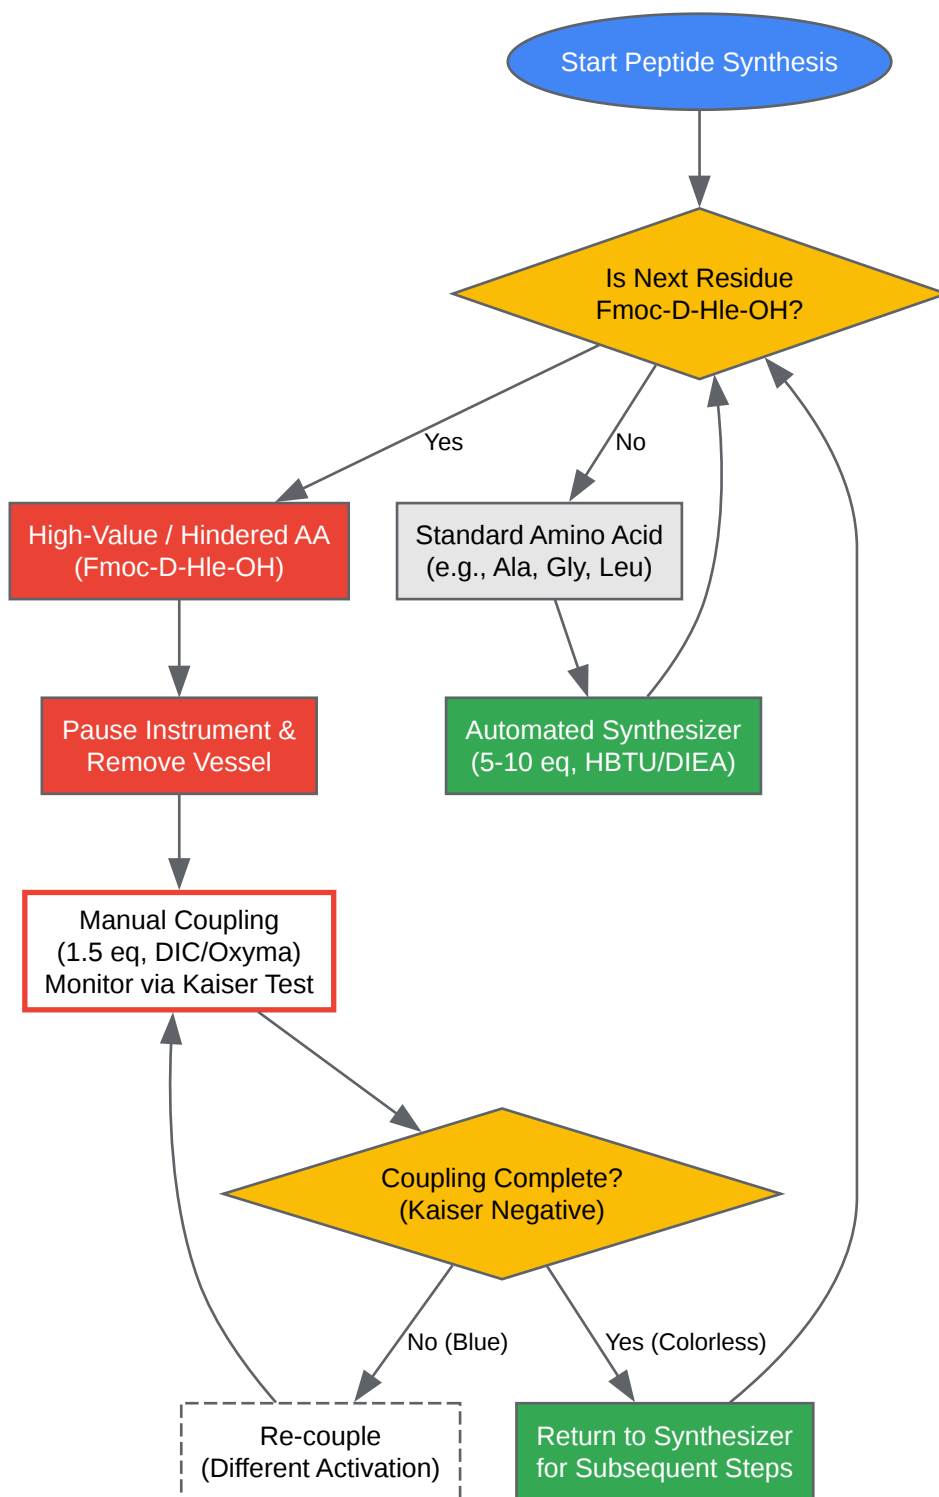 Start Peptide Synthesis
Is Next Residue
Fmoc-D-Hle-OH?
Yes
No
High-Value / Hindered AA
(Fmoc-D-Hle-OH)
Standard Amino Acid
(e.g., Ala, Gly, Leu)
Pause Instrument &
Remove Vessel
Automated Synthesizer
(5-10 eq, HBTU/DIEA)
Manual Coupling
(1.5 eq, DIC/Oxyma)
Monitor via Kaiser Test
Coupling Complete?
(Kaiser Negative)
No (Blue)
Yes (Colorless)
Re-couple
(Different Activation)
Return to Synthesizer
for Subsequent Steps